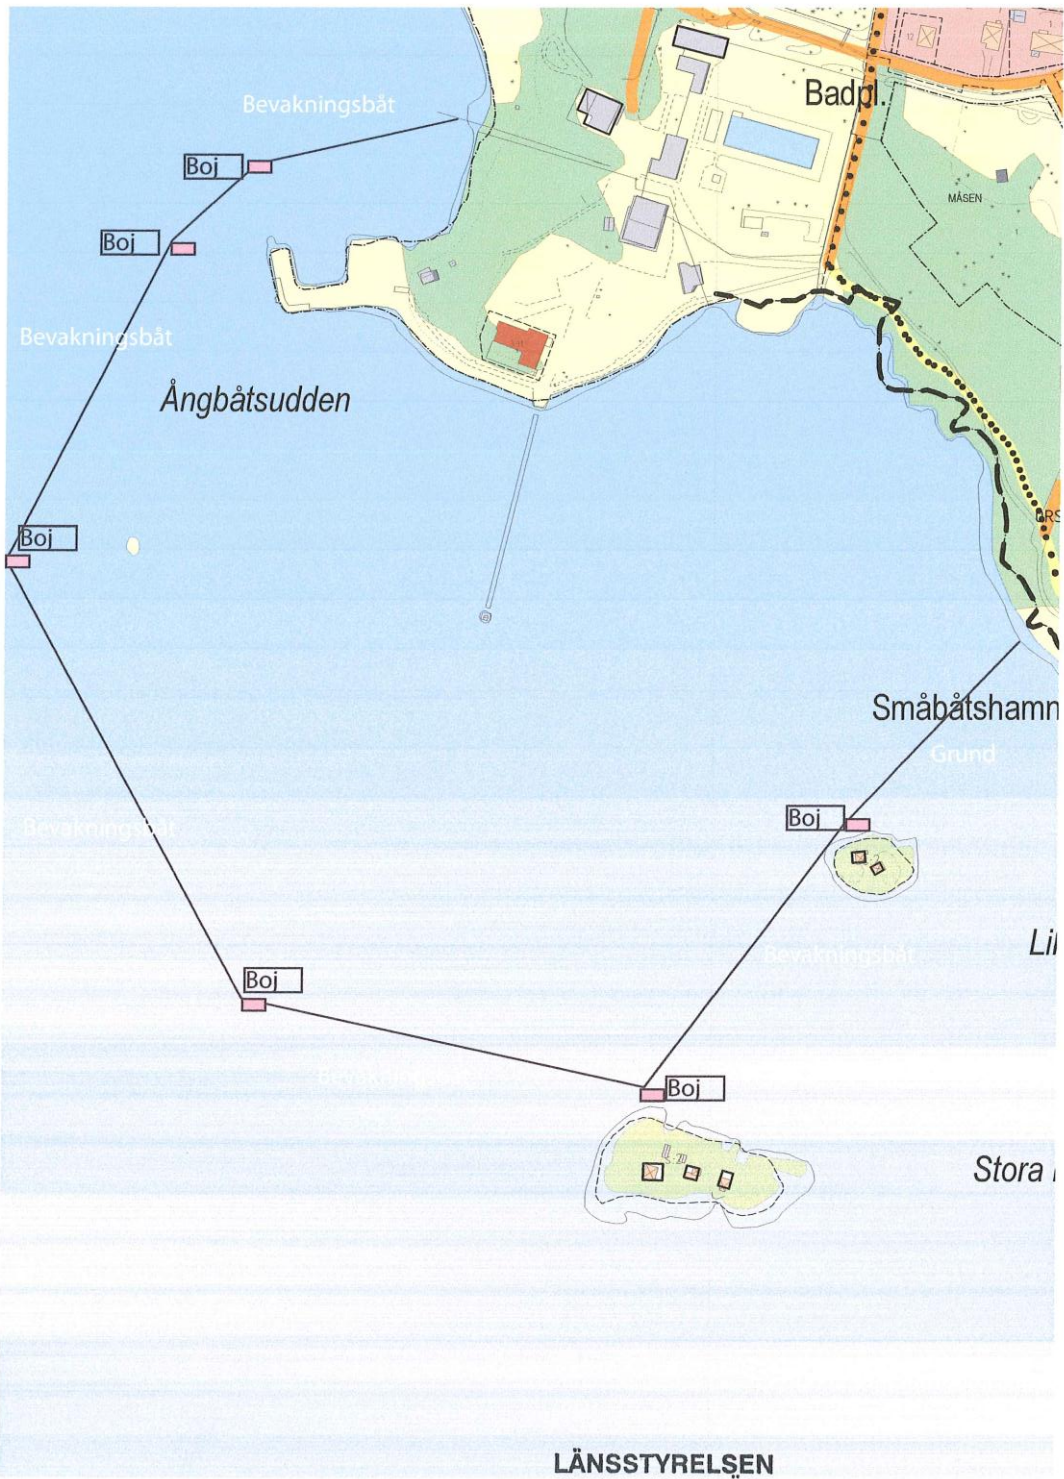 Badpl.
Bevakningsbåt
Boj
MÅSEN
Boj
Bevakningsbåt
Ångbåtsudden
Boj
Småbåtshamn
Grund
Boj
Bevakningsbåt
Bevakningsbåt
Boj
Boj
Stora
LÄNSSTYRELSEN